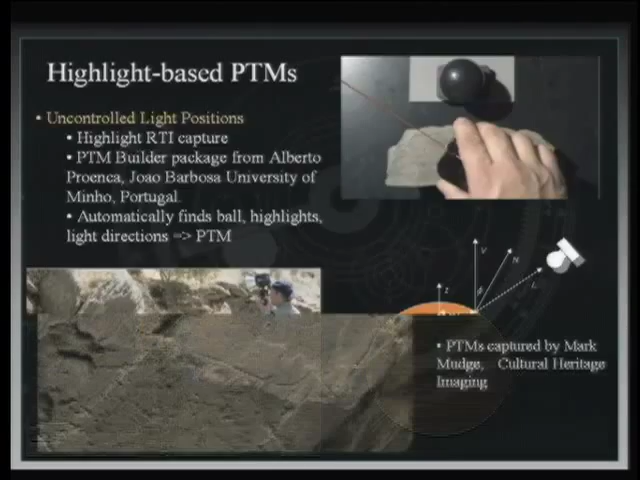 Highlight-based PTMs
• Uncontrolled Light Positions
• Highlight RTI capture
• PTM Builder package from Alberto
Proenca, Joao Barbosa University of
Minho, Portugal.
• Automatically finds ball, highlights,
light directions => PTM
V
N
L
• PTMs captured by Mark
Mudge, Cultural Heritage
Imaging